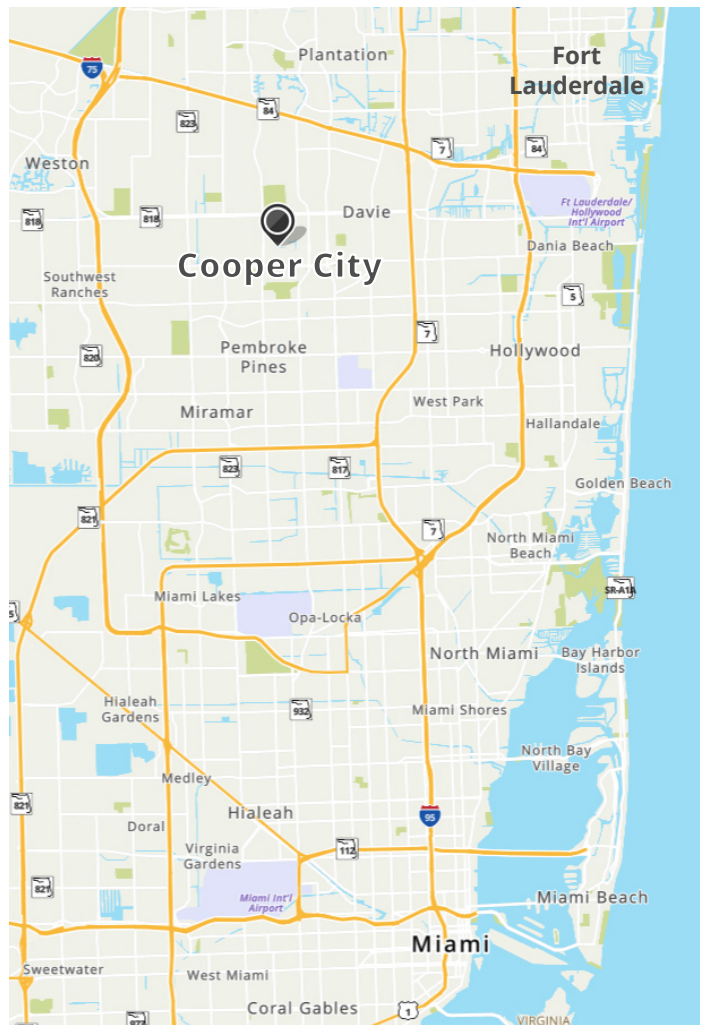 Plantation
Fort
Lauderdale
75
84
823
7
84
Weston
818
818
Davie
Ft Lauderdale/
Hollywood
Int'l Airport
Dania Beach
Cooper City
Southwest
Ranches
5
7
820
Pembroke
Pines
Hollywood
West Park
Miramar
Hallandale
823
817
Golden Beach
821
7
North Miami
Beach
SR-A1A
Miami Lakes
5
Opa-Locka
North Miami
Bay Harbor
Islands
Hialeah
Gardens
932
Miami Shores
North Bay
Village
Medley
821
Hialeah
95
Doral
Virginia
Gardens
112
821
Miami Int'l
Airport
Miami Beach
Miami
Sweetwater
West Miami
Coral Gables
1
VIRGINIA